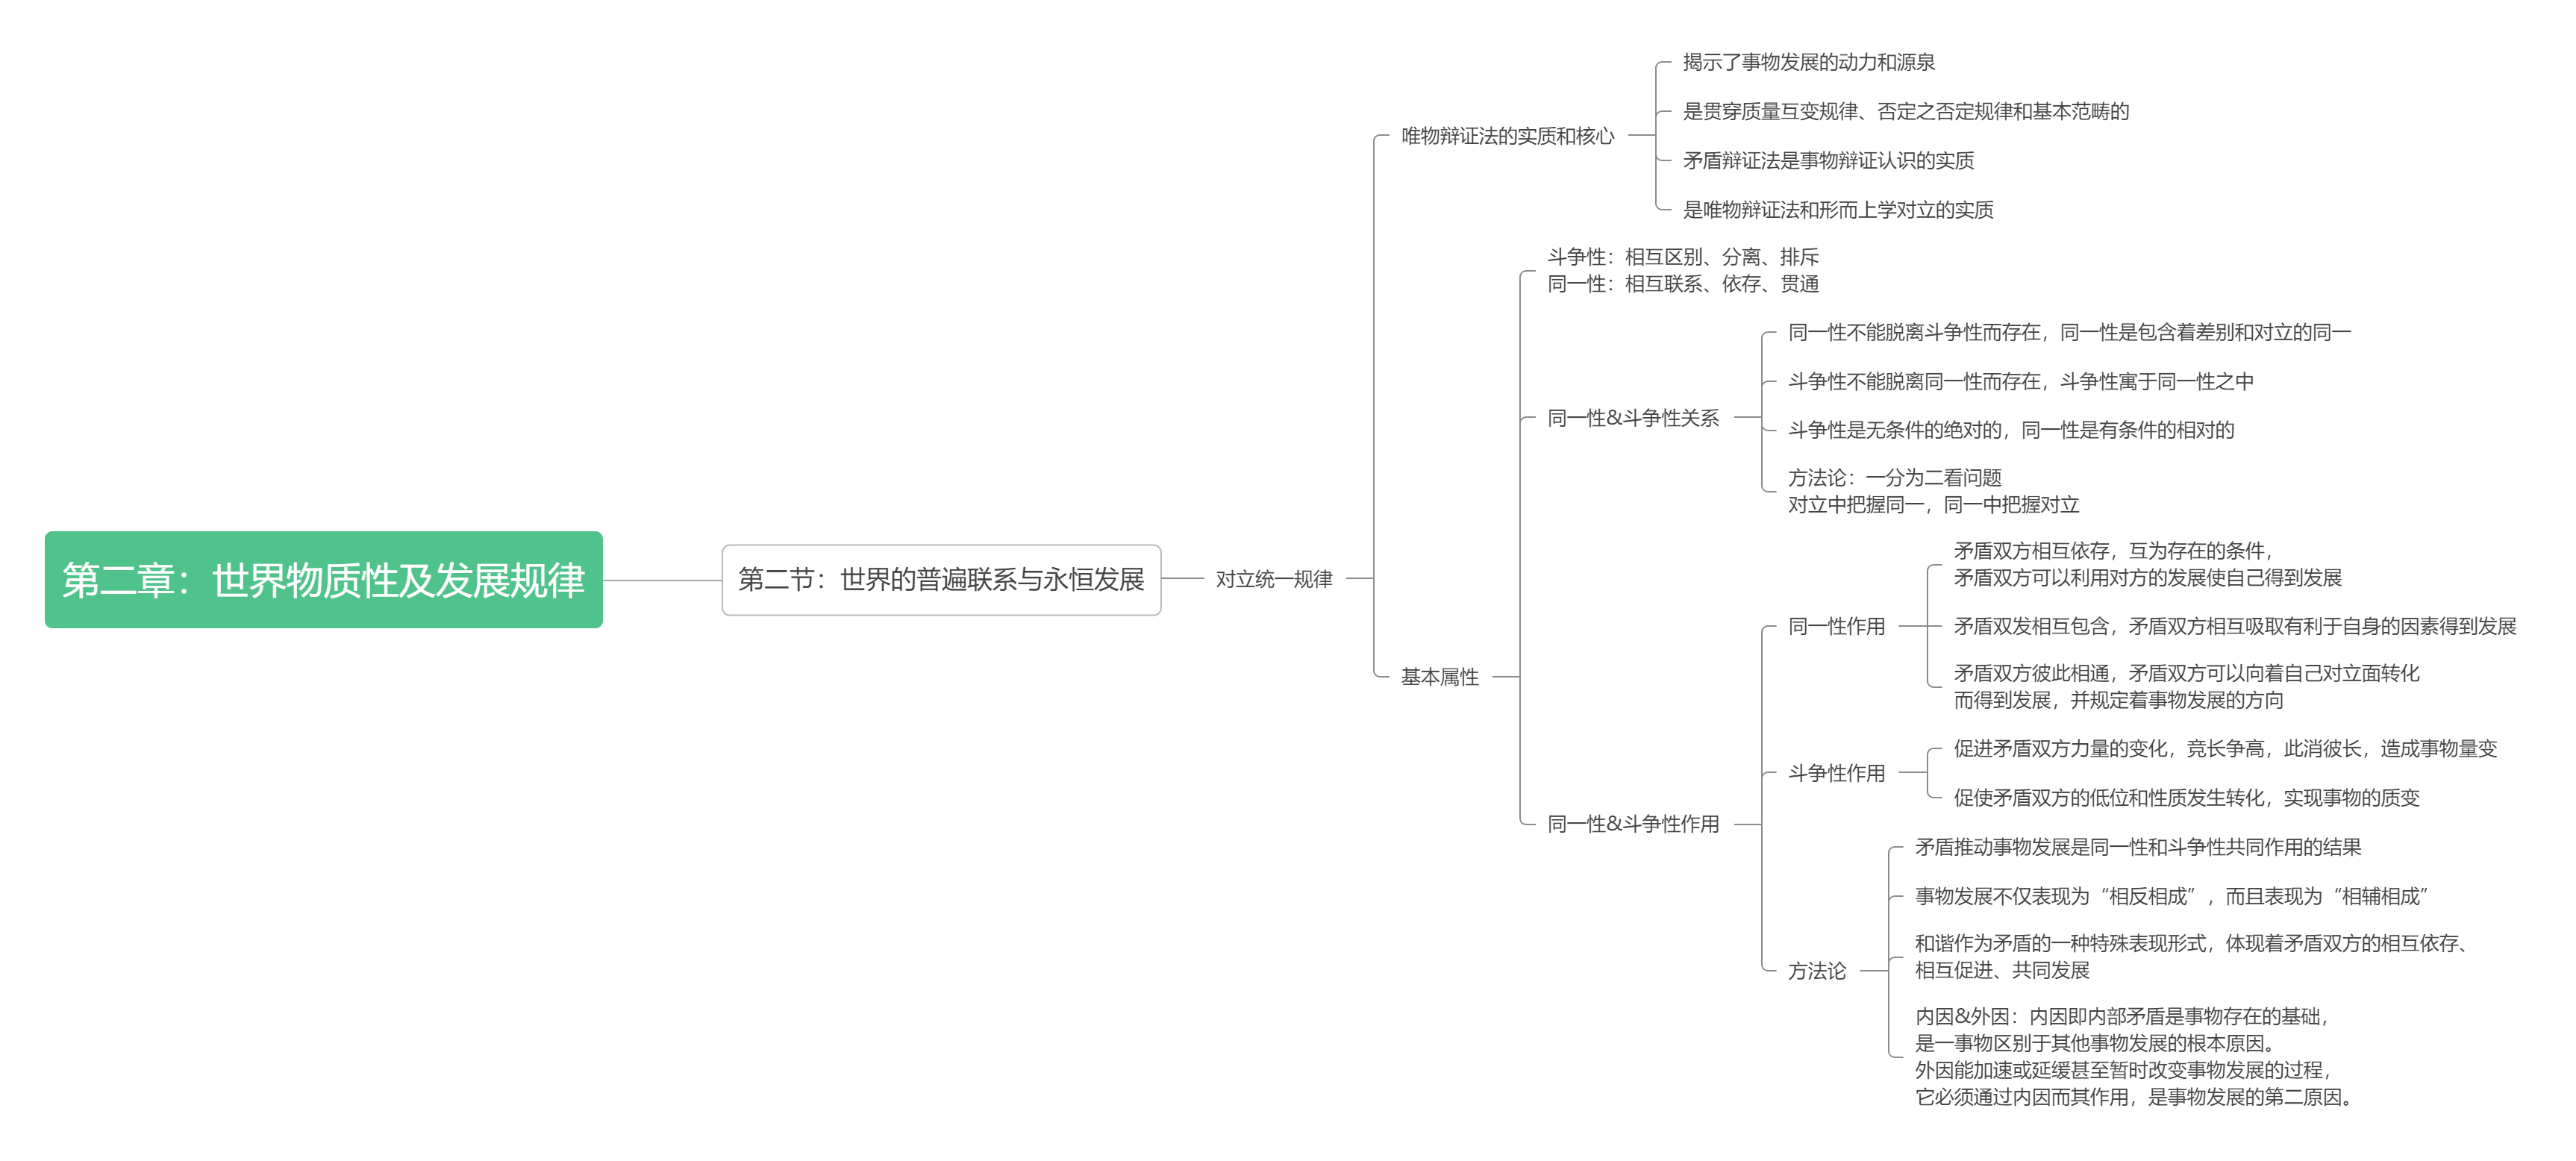 第二章：世界物质性及发展规律
第二节：世界的普遍联系与永恒发展
对立统一规律
唯物辩证法的实质和核心
揭示了事物发展的动力和源泉
是贯穿质量互变规律、否定之否定规律和基本范畴的
矛盾辩证法是事物辩证认识的实质
是唯物辩证法和形而上学对立的实质
基本属性
斗争性：相互区别、分离、排斥
同一性：相互联系、依存、贯通
同一性&斗争性关系
同一性不能脱离斗争性而存在，同一性是包含着差别和对立的同一
斗争性不能脱离同一性而存在，斗争性寓于同一性之中
斗争性是无条件的绝对的，同一性是有条件的相对的
方法论：一分为二看问题
对立中把握同一，同一中把握对立
同一性&斗争性作用
同一性作用
矛盾双方相互依存，互为存在的条件，
矛盾双方可以利用对方的发展使自己得到发展
矛盾双发相互包含，矛盾双方相互吸取有利于自身的因素得到发展
矛盾双方彼此相通，矛盾双方可以向着自己对立面转化
而得到发展，并规定着事物发展的方向
斗争性作用
促进矛盾双方力量的变化，竞长争高，此消彼长，造成事物量变
促使矛盾双方的低位和性质发生转化，实现事物的质变
方法论
矛盾推动事物发展是同一性和斗争性共同作用的结果
事物发展不仅表现为“相反相成”，而且表现为“相辅相成”
和谐作为矛盾的一种特殊表现形式，体现着矛盾双方的相互依存、
相互促进、共同发展
内因&外因：内因即内部矛盾是事物存在的基础，
是一事物区别于其他事物发展的根本原因。
外因能加速或延缓甚至暂时改变事物发展的过程，
它必须通过内因而其作用，是事物发展的第二原因。